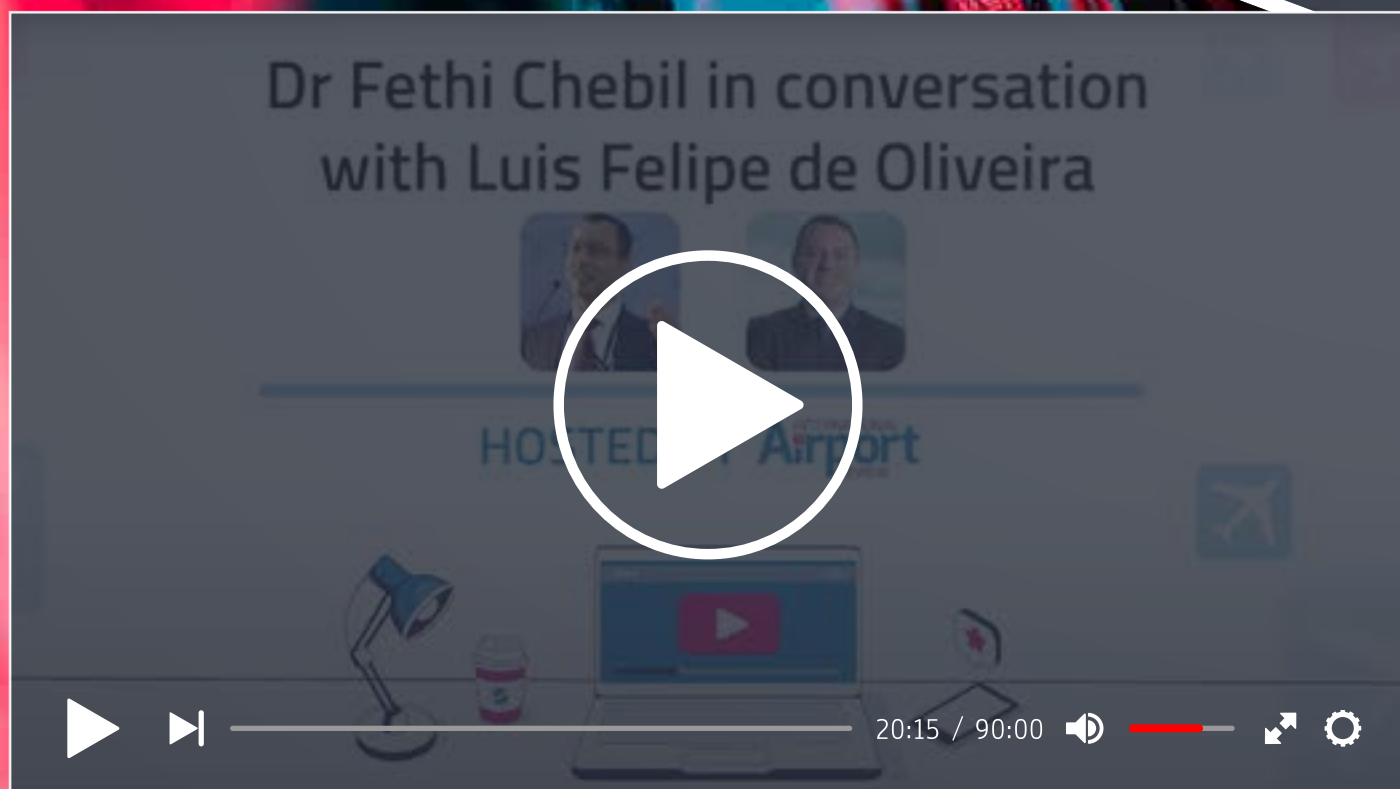 Dr Fethi Chebil in conversation
with Luis Felipe de Oliveira
HOSTED
Airport
20:15 / 90:00